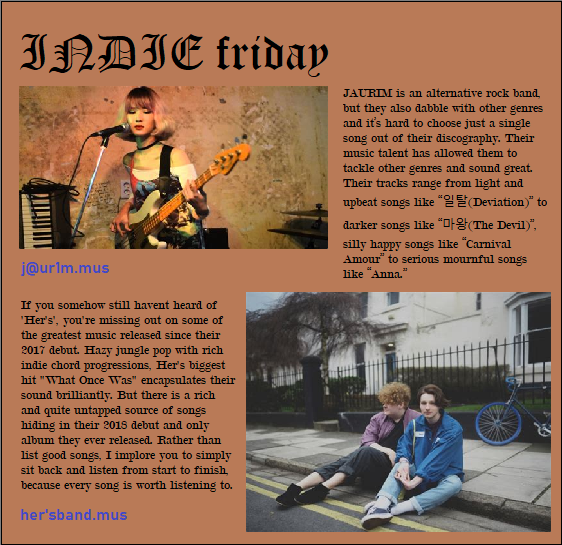 INDIE friday
JAURIM is an alternative rock band,
but they also dabble with other genres
and it's hard to choose just a single
song out of their discography. Their
music talent has allowed them to
tackle other genres and sound great.
Their tracks range from light and
upbeat songs like “일탈(Deviation)” to
darker songs like “마왕(The Devil)”,
silly happy songs like “Carnival
Amour” to serious mournful songs
like “Anna.”
j@ur1m.mus
If you somehow still havent heard of
'Her's', you're missing out on some of
the greatest music released since their
2017 debut. Hazy jungle pop with rich
indie chord progressions, Her's biggest
hit "What Once Was" encapsulates their
sound brilliantly. But there is a rich
and quite untapped source of songs
hiding in their 2018 debut and only
album they ever released. Rather than
list good songs, I implore you to simply
sit back and listen from start to finish,
because every song is worth listening to.
her'sband.mus